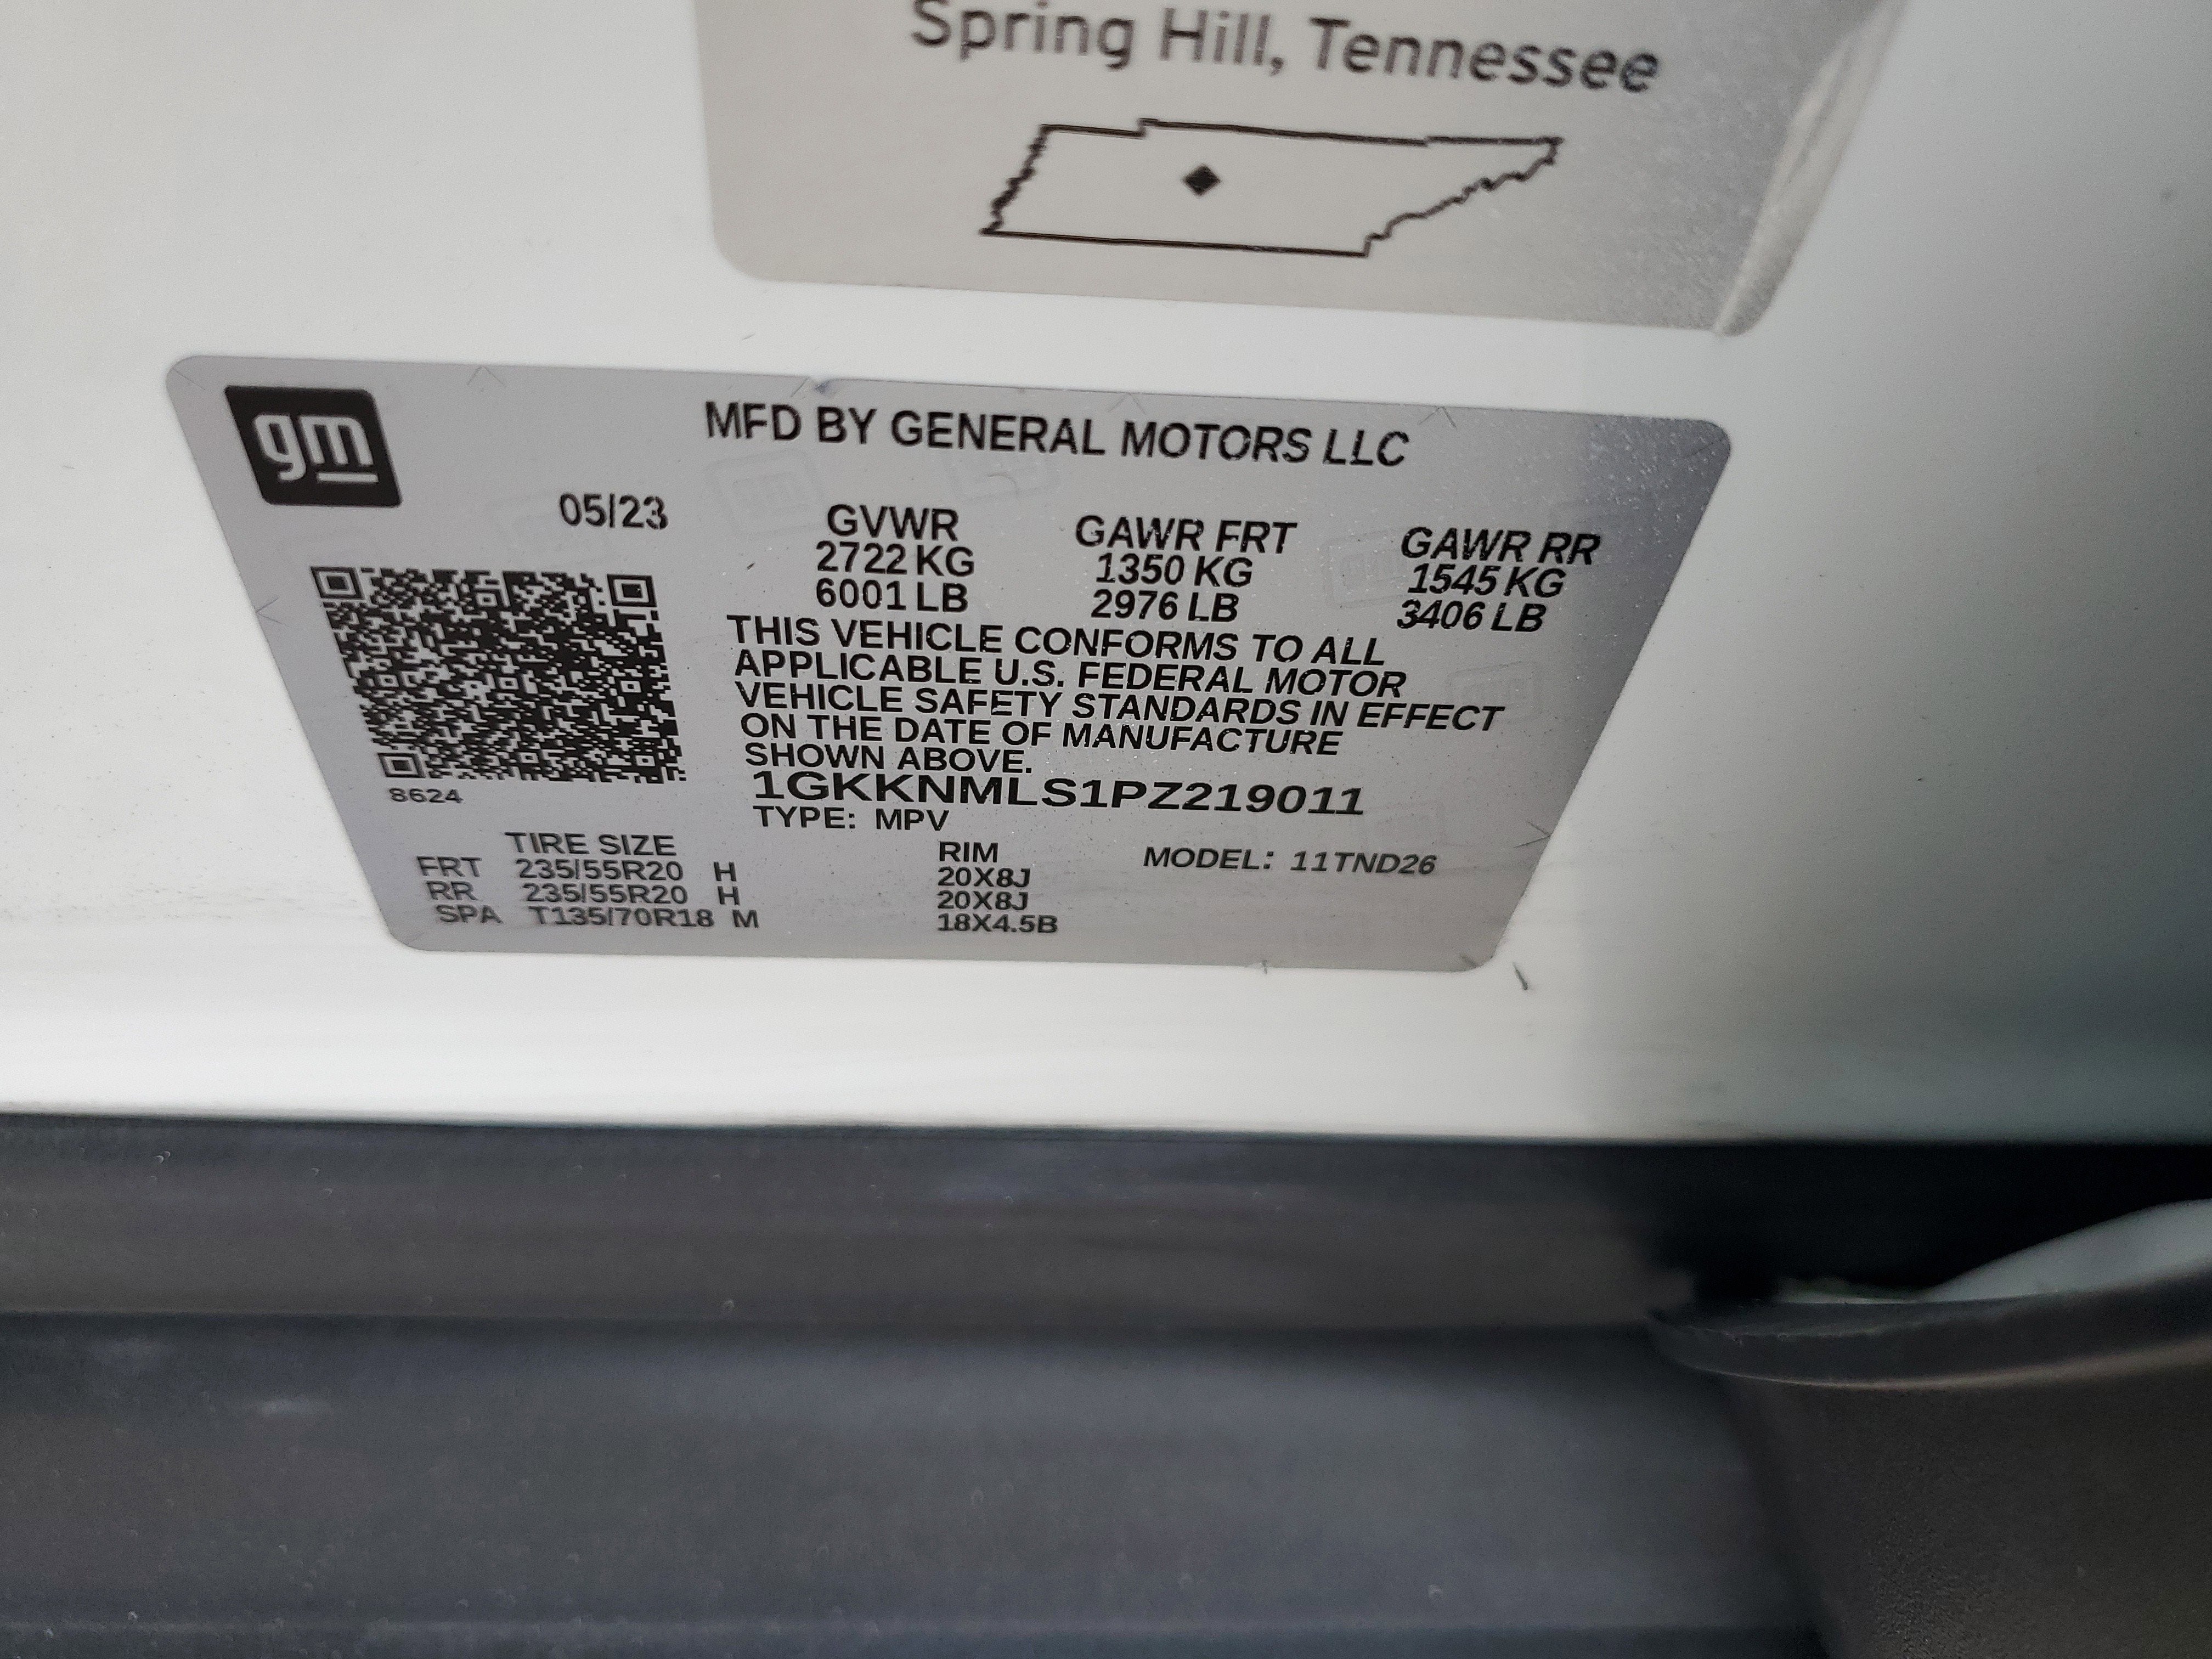 Spring Hill, Tennessee
gm
MFD BY GENERAL MOTORS LLC
05/23
GVWR GAWR FRT GAWR RR
2722 KG 1350 KG 1545 KG
6001 LB 2976 LB 3406 LB
THIS VEHICLE CONFORMS TO ALL
APPLICABLE U.S. FEDERAL MOTOR
VEHICLE SAFETY STANDARDS IN EFFECT
ON THE DATE OF MANUFACTURE
SHOWN ABOVE.
1GKKNMLS1PZ219011
8624
TYPE: MPV
TIRE SIZE RIM MODEL: 11TND26
FRT 235/55R20 H 20X8J
RR 235/55R20 H 20X8J
SPA T135/70R18 M 18X4.5B